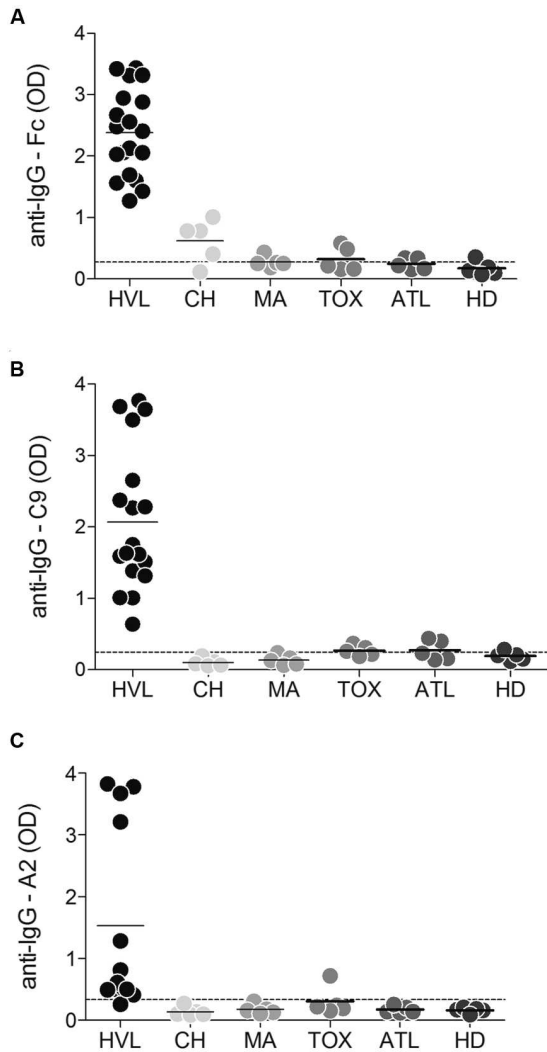 A
anti-IgG - Fc (OD)
4
3
2
1
0
HVL CH MA TOX ATL HD
B
anti-IgG - C9 (OD)
4
3
2
1
0
HVL CH MA TOX ATL HD
C
anti-IgG - A2 (OD)
4
3
2
1
0
HVL CH MA TOX ATL HD